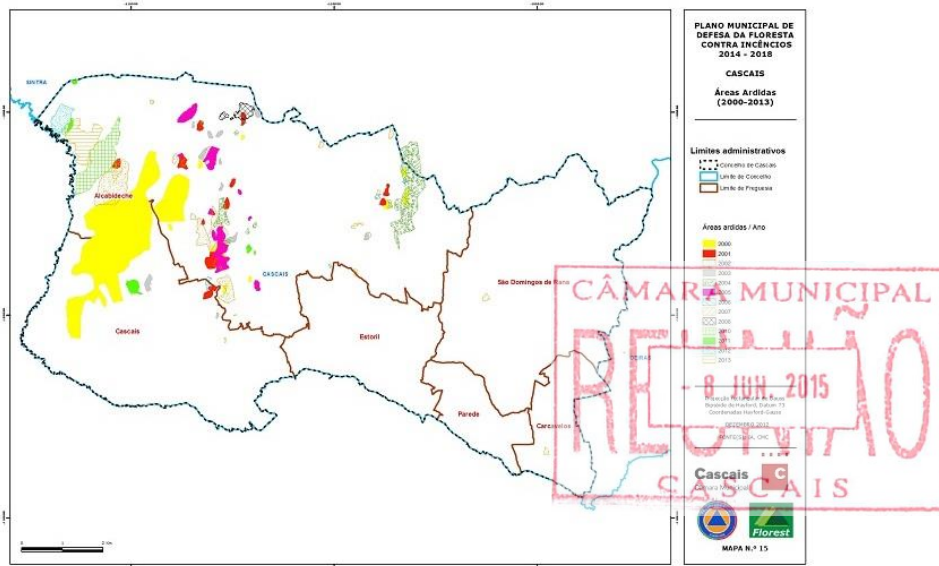 PLANO MUNICIPAL DE
DEFESA DA FLORESTA
CONTRA INCÊNCIOS
2014 - 2018
CASCAIS
Áreas Ardidas
(2000-2013)
Limites administrativos
Concelho de Cascais
Limite de Concelho
Limite de Freguesia
Áreas ardidas / Ano
2000
2001
2002
2003
2004
2005
2006
2007
2008
2010
2011
2012
2013
SINTRA
Alcabideche
CASCAIS
Cascais
Estoril
São Domingos de Rana
Parede
Carcavelos
OEIRAS
CÂMARA MUNICIPAL
REUNIÃO
- 8 JUN. 2015
CASCAIS
Cascais
Câmara Municipal
C
Florest
MAPA N.º 15